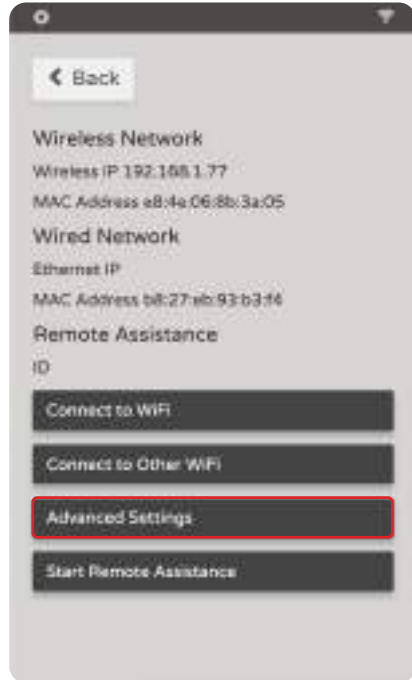 Back
Wireless Network
Wireless IP 192.168.1.77
MAC Address e8:4e:06:8b:3a:05
Wired Network
Ethernet IP
MAC Address b8:27:eb:93:b3:f4
Remote Assistance
ID
Connect to WiFi
Connect to Other WiFi
Advanced Settings
Start Remote Assistance